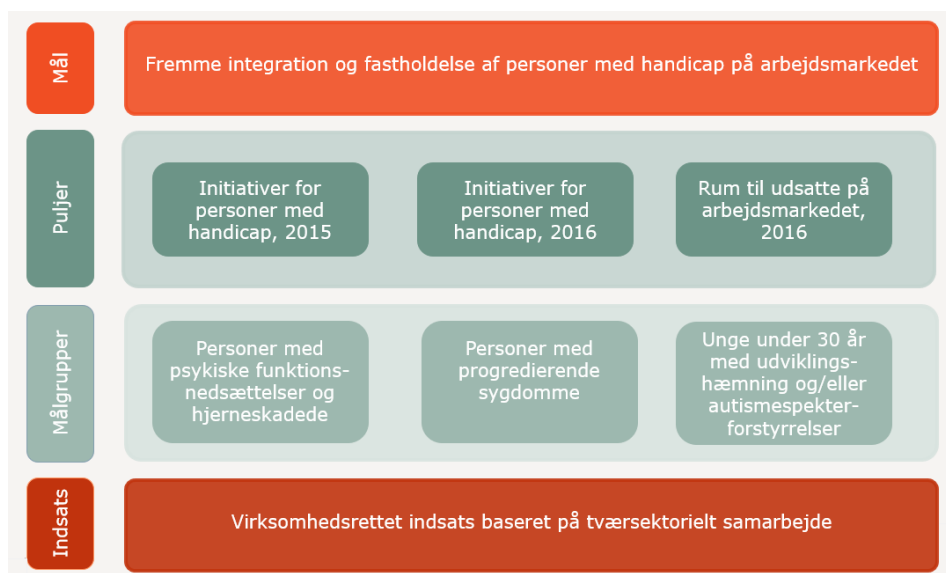 Mål
Fremme integration og fastholdelse af personer med handicap på arbejdsmarkedet
Puljer
Initiativer for
personer med
handicap, 2015
Initiativer for
personer med
handicap, 2016
Rum til udsatte på
arbejdsmarkedet,
2016
Målgrupper
Personer med
psykiske funktions-
nedsættelser og
hjerneskadede
Personer med
progredierende
sygdomme
Unge under 30 år
med udviklings-
hæmning og/eller
autismespekter-
forstyrrelser
Indsats
Virksomhedsrettet indsats baseret på tværsektorielt samarbejde